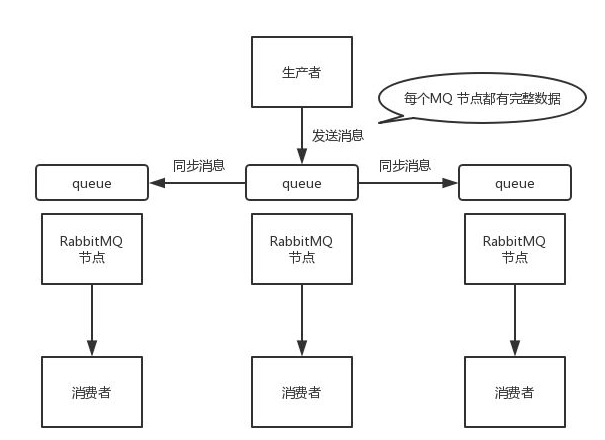 生产者
每个MQ 节点都有完整数据
发送消息
同步消息
同步消息
queue
queue
queue
RabbitMQ
节点
RabbitMQ
节点
RabbitMQ
节点
消费者
消费者
消费者